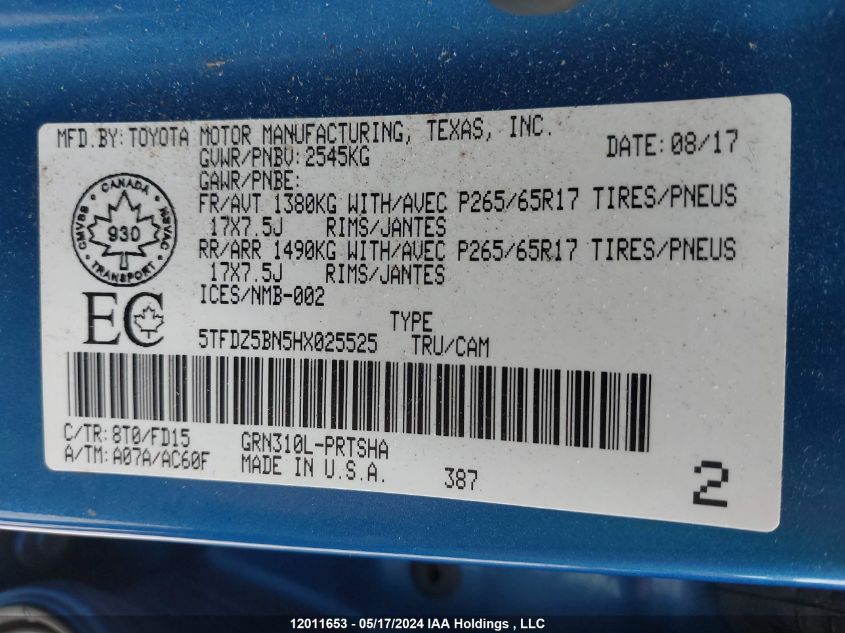 MFD.BY: TOYOTA MOTOR MANUFACTURING, TEXAS, INC. DATE: 08/17
GVWR/PNBV: 2545KG
GAWR/PNBE:
FR/AVT 1380KG WITH/AVEC P265/65R17 TIRES/PNEUS
17X7.5J RIMS/JANTES
RR/ARR 1490KG WITH/AVEC P265/65R17 TIRES/PNEUS
17X7.5J RIMS/JANTES
ICES/NMB-002
CANADA
CMVSS 930 NSVAC
TRANSPORT
EC
TYPE
5TFDZ5BN5HX025525 TRU/CAM
C/TR: 8T0/FD15 GRN310L-PRTSHA
A/TM: A07A/AC60F MADE IN U.S.A. 387
2
12011653 - 05/17/2024 IAA Holdings , LLC